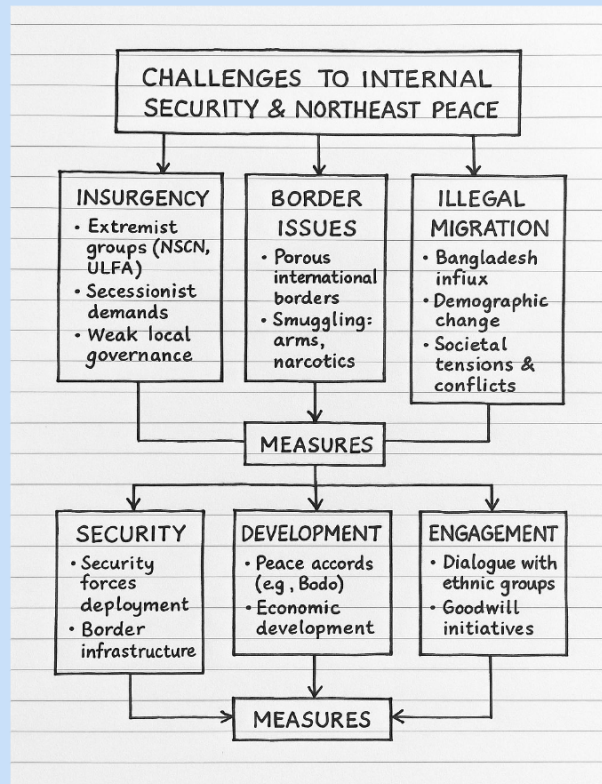 CHALLENGES TO INTERNAL
SECURITY & NORTHEAST PEACE
INSURGENCY
• Extremist
groups (NSCN,
ULFA)
• Secessionist
demands
• Weak local
governance
BORDER
ISSUES
• Porous
international
borders
• Smuggling:
arms,
narcotics
ILLEGAL
MIGRATION
• Bangladesh
influx
• Demographic
change
• Societal
tensions &
conflicts
MEASURES
SECURITY
• Security
forces
deployment
• Border
infrastructure
DEVELOPMENT
• Peace accords
(e.g, Bodo)
• Economic
development
ENGAGEMENT
• Dialogue with
ethnic groups
• Goodwill
initiatives
MEASURES